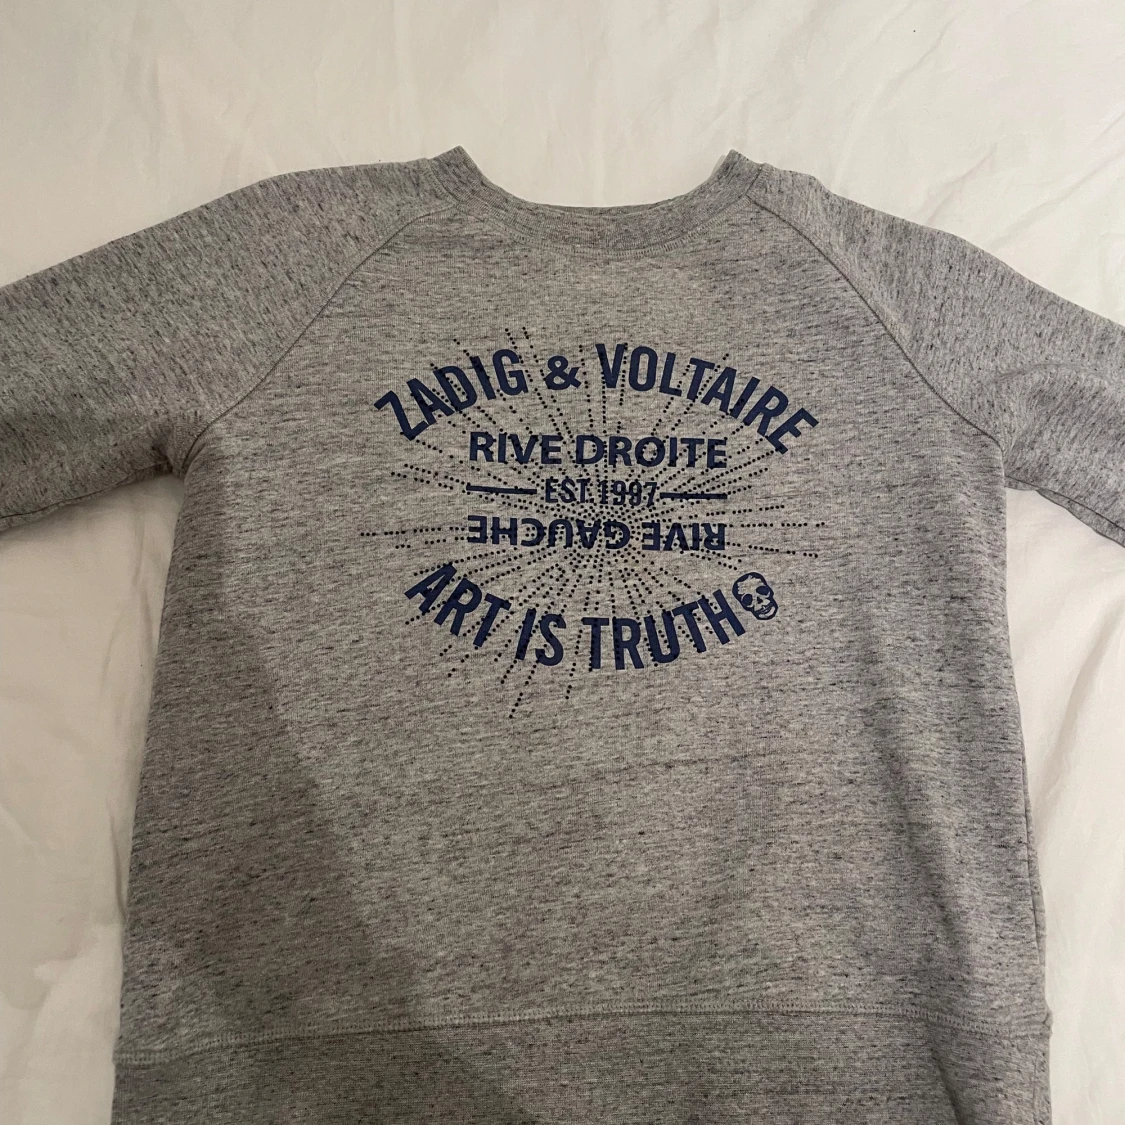 ZADIG & VOLTAIRE
RIVE DROITE
EST. 1997
RIVE GAUCHE
ART IS TRUTH